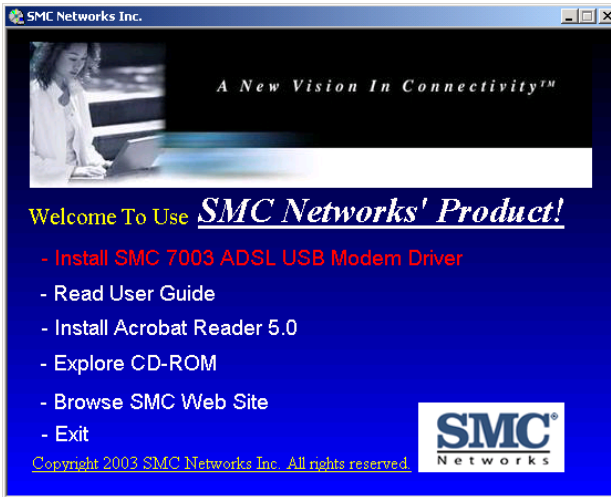 SMC Networks Inc.
A New Vision In Connectivity™
Welcome To Use SMC Networks' Product!
- Install SMC 7003 ADSL USB Modem Driver
- Read User Guide
- Install Acrobat Reader 5.0
- Explore CD-ROM
- Browse SMC Web Site
- Exit
SMC®
Networks
Copyright 2003 SMC Networks Inc. All rights reserved.